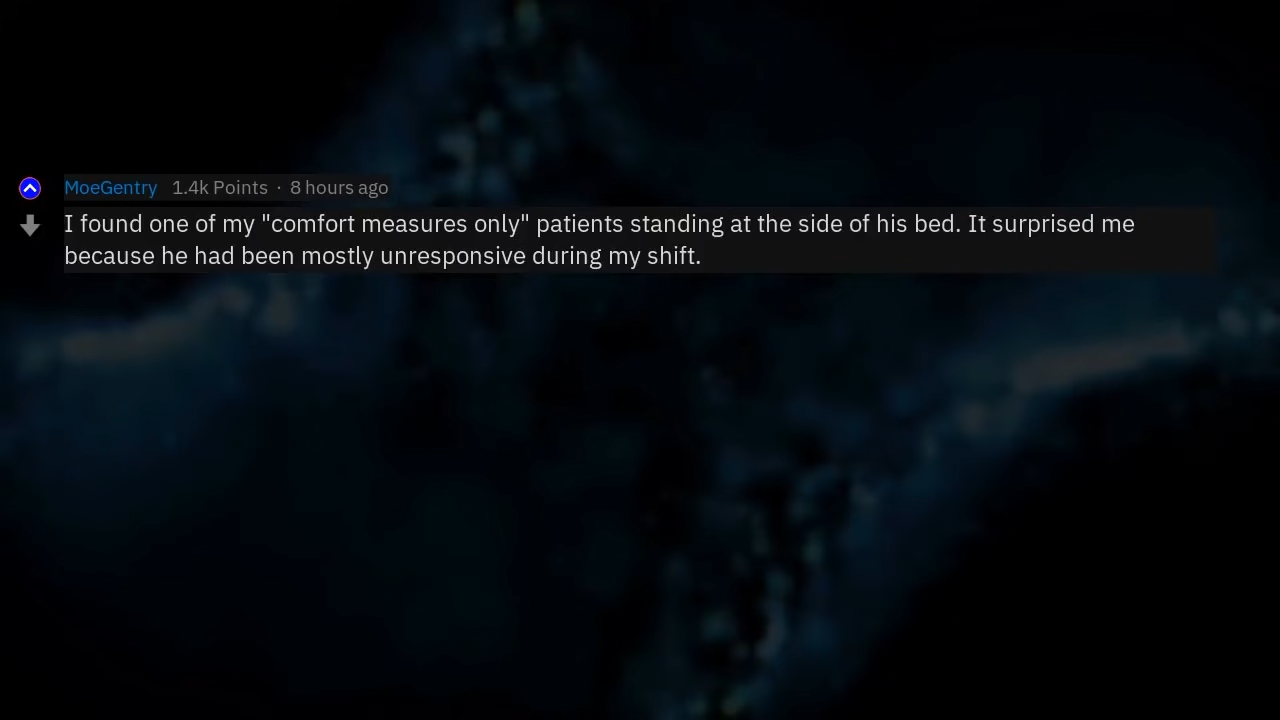 MoeGentry 1.4k Points · 8 hours ago
I found one of my "comfort measures only" patients standing at the side of his bed. It surprised me
because he had been mostly unresponsive during my shift.